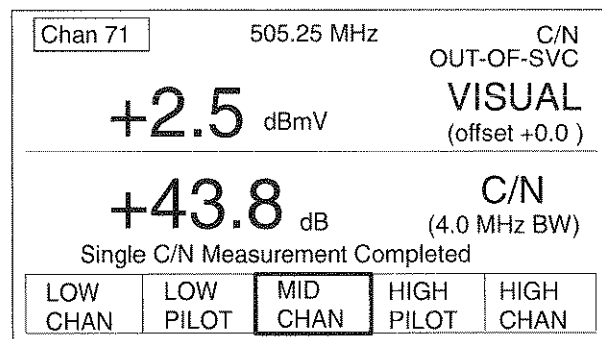 Chan 71 505.25 MHz C/N
OUT-OF-SVC
+2.5 dBmV VISUAL
(offset +0.0 )
+43.8 dB C/N
(4.0 MHz BW)
Single C/N Measurement Completed
LOW CHAN
LOW PILOT
MID CHAN
HIGH PILOT
HIGH CHAN